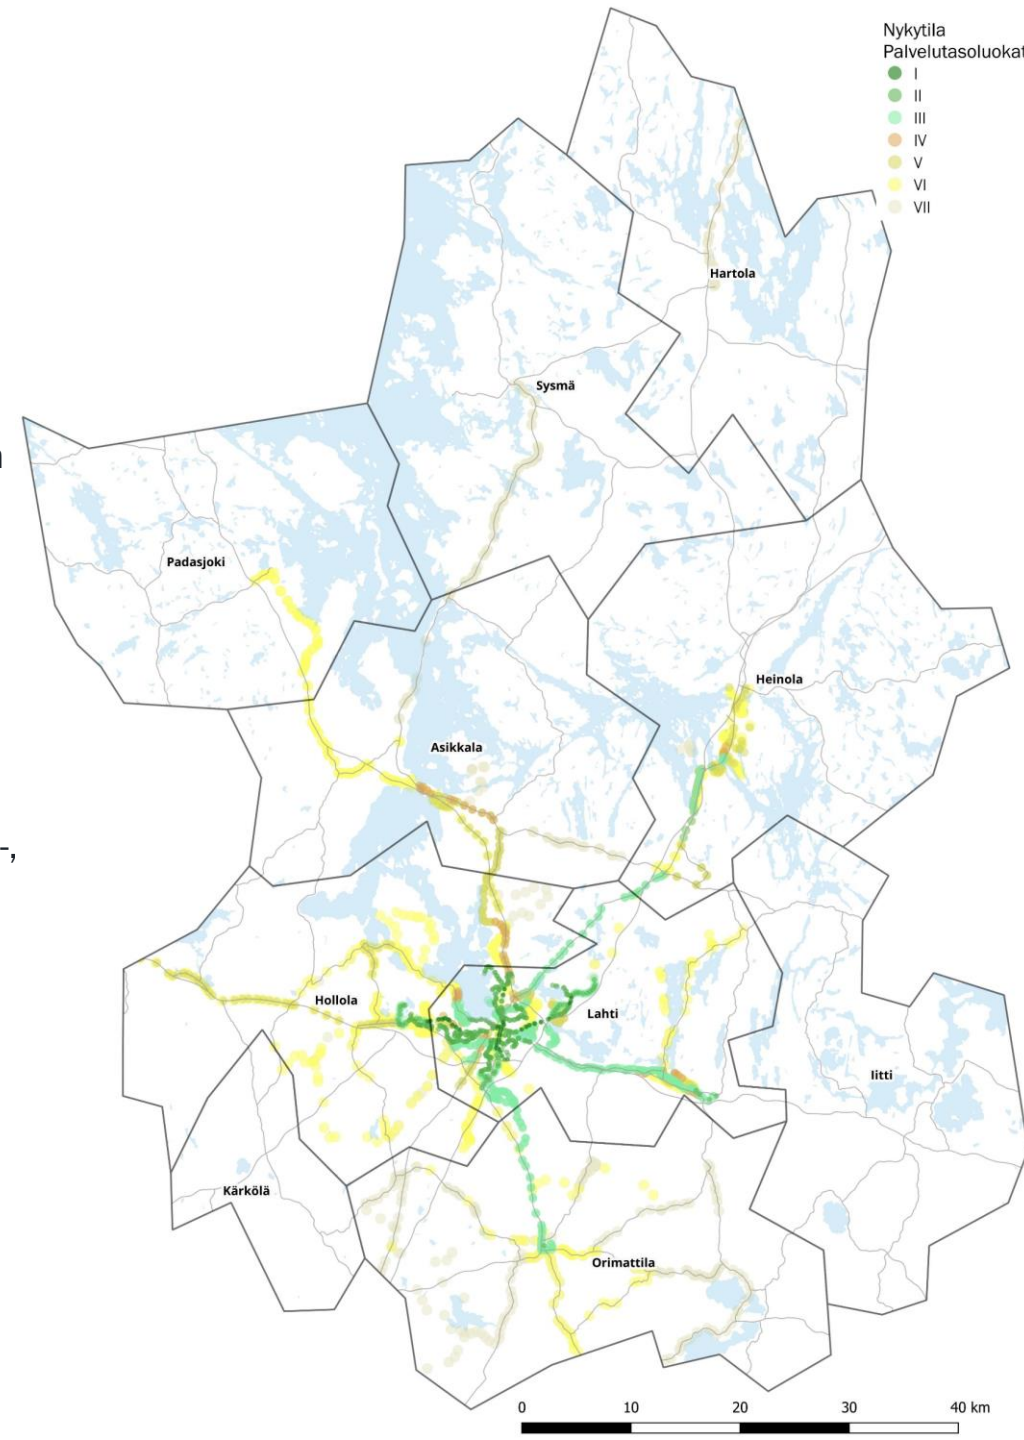 Nykytila
Palvelutasoluokat
I
II
III
IV
V
VI
VII
Hartola
Sysmä
Padasjoki
Heinola
Asikkala
Hollola
Lahti
Iitti
Kärkölä
Orimattila
0 10 20 30 40 km